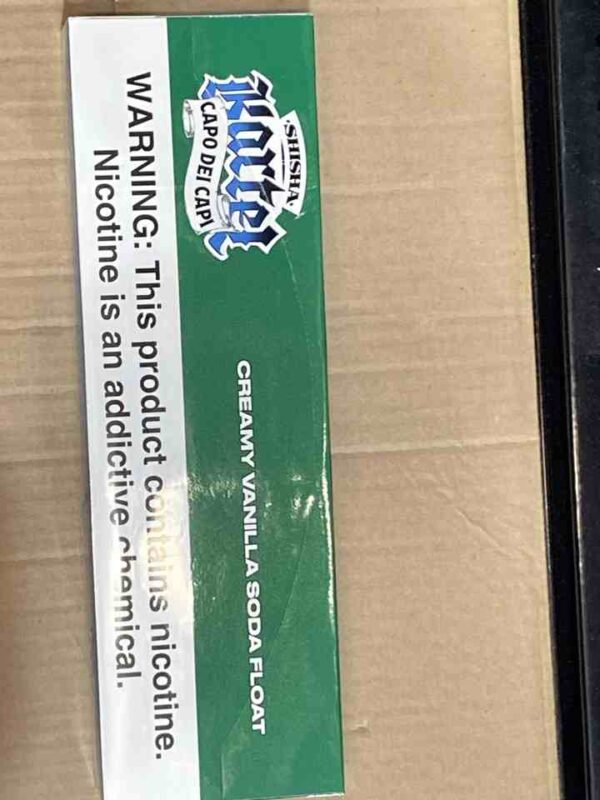 SHISHA
Kartel
CAPO DEI CAPI
CREAMY VANILLA SODA FLOAT
WARNING: This product contains nicotine.
Nicotine is an addictive chemical.